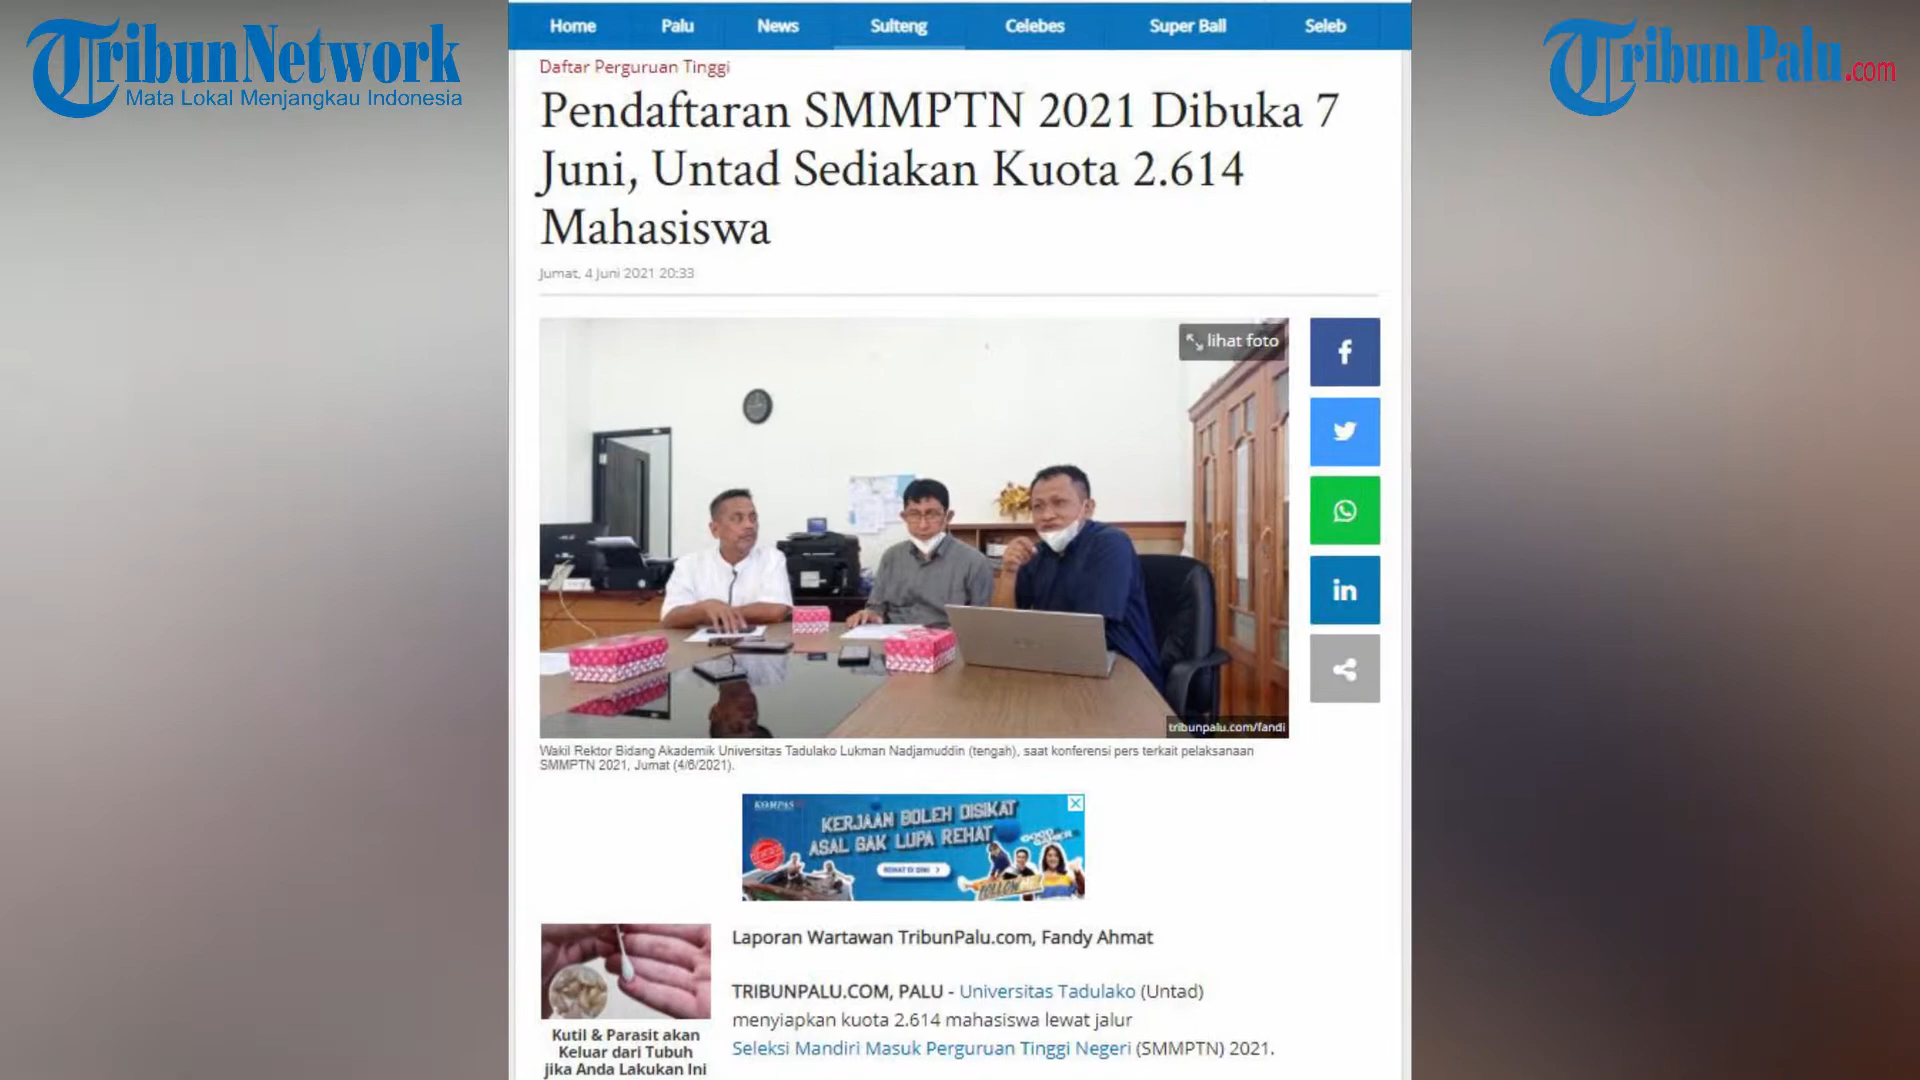 TribunNetwork
Mata Lokal Menjangkau Indonesia
Home Palu News Sulteng Celebes Super Ball Seleb
TribunPalu.com
Daftar Perguruan Tinggi
Pendaftaran SMMPTN 2021 Dibuka 7
Juni, Untad Sediakan Kuota 2.614
Mahasiswa
Jumat, 4 Juni 2021 20:33
lihat foto
tribunpalu.com/fandi
Wakil Rektor Bidang Akademik Universitas Tadulako Lukman Nadjamuddin (tengah), saat konferensi pers terkait pelaksanaan
SMMPTN 2021, Jumat (4/6/2021).
KOMPAS
KERJAAN BOLEH DISIKAT
ASAL GAK LUPA REHAT
REHAT DI SINI
Laporan Wartawan TribunPalu.com, Fandy Ahmat
TRIBUNPALU.COM, PALU - Universitas Tadulako (Untad)
menyiapkan kuota 2.614 mahasiswa lewat jalur
Seleksi Mandiri Masuk Perguruan Tinggi Negeri (SMMPTN) 2021.
Kutil & Parasit akan
Keluar dari Tubuh
jika Anda Lakukan Ini